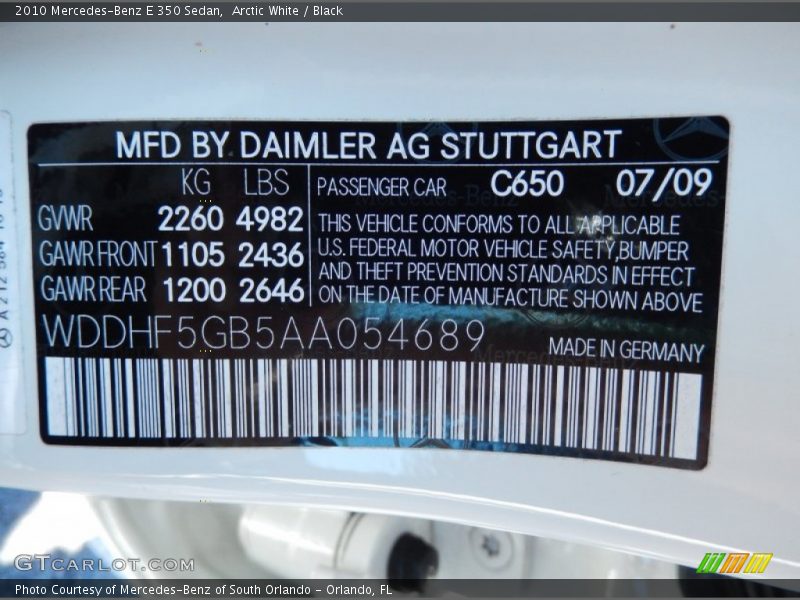 2010 Mercedes-Benz E 350 Sedan, Arctic White / Black
MFD BY DAIMLER AG STUTTGART
KG LBS
GVWR 2260 4982
GAWR FRONT 1105 2436
GAWR REAR 1200 2646
PASSENGER CAR C650 07/09
THIS VEHICLE CONFORMS TO ALL APPLICABLE
U.S. FEDERAL MOTOR VEHICLE SAFETY,BUMPER
AND THEFT PREVENTION STANDARDS IN EFFECT
ON THE DATE OF MANUFACTURE SHOWN ABOVE
WDDHF5GB5AA054689
MADE IN GERMANY
GTCARLOT.COM
Photo Courtesy of Mercedes-Benz of South Orlando - Orlando, FL